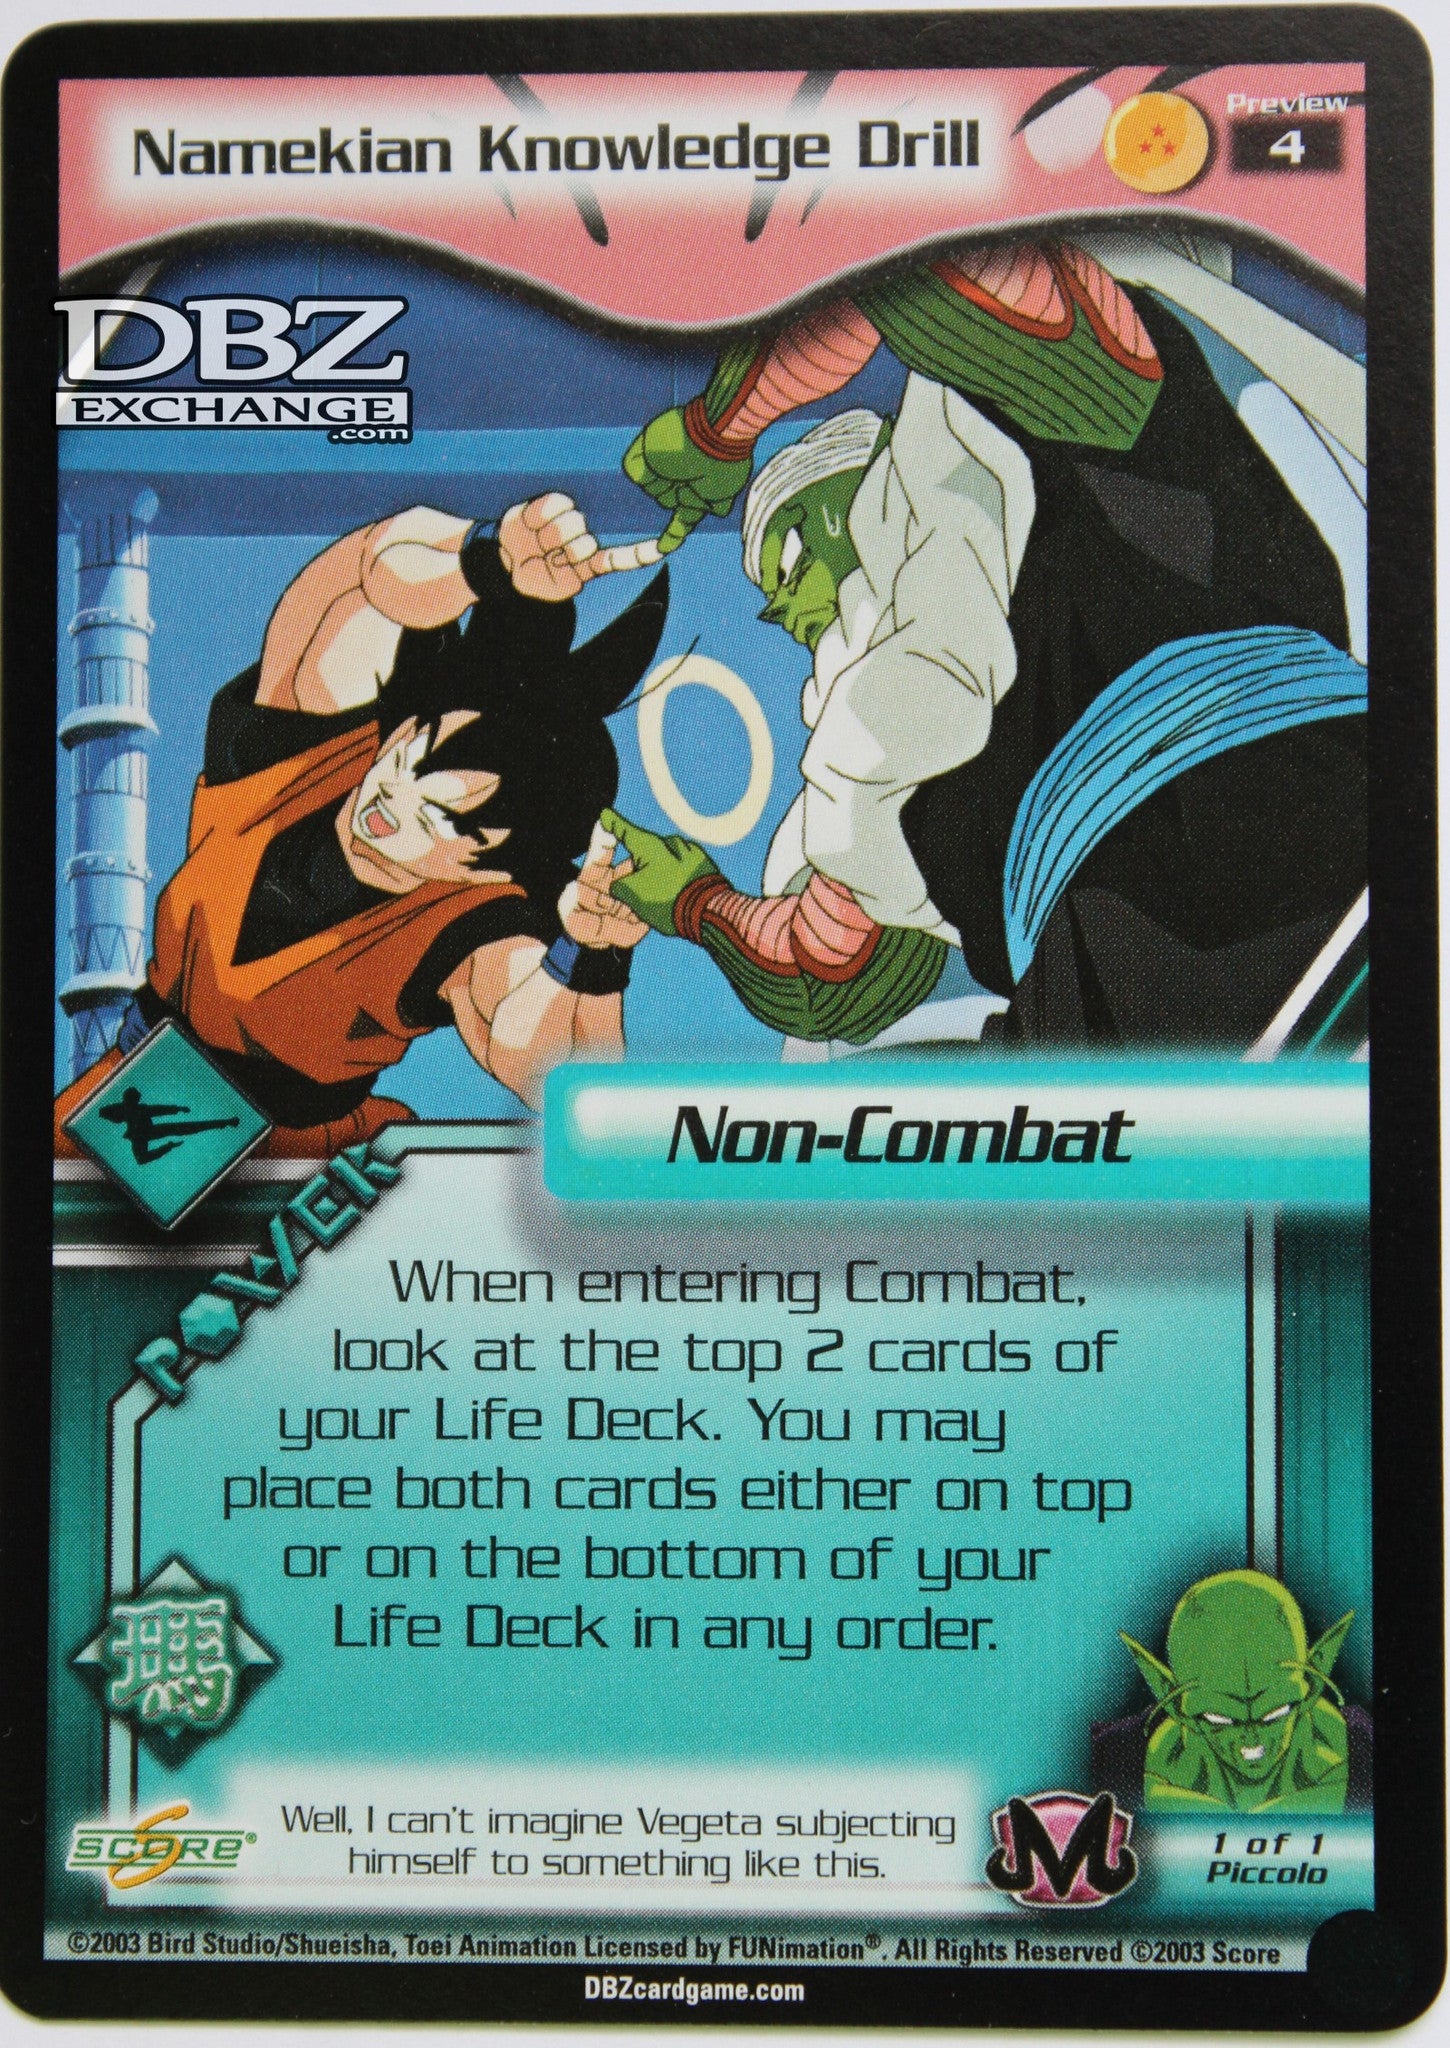 Namekian Knowledge Drill
Preview
4
DBZ
EXCHANGE
.com
Non-Combat
POWER
When entering Combat,
look at the top 2 cards of
your Life Deck. You may
place both cards either on top
or on the bottom of your
Life Deck in any order.
SCORE®
Well, I can't imagine Vegeta subjecting
himself to something like this.
M
1 of 1
Piccolo
©2003 Bird Studio/Shueisha, Toei Animation Licensed by FUNimation®. All Rights Reserved ©2003 Score
DBZcardgame.com